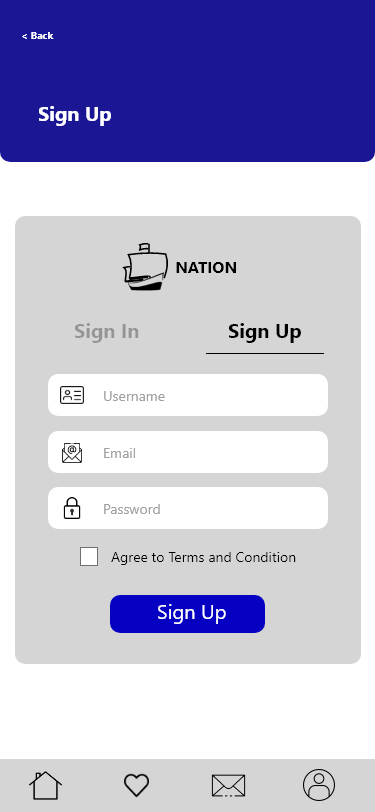 < Back
Sign Up
NATION
Sign In
Sign Up
Username
Email
Password
Agree to Terms and Condition
Sign Up